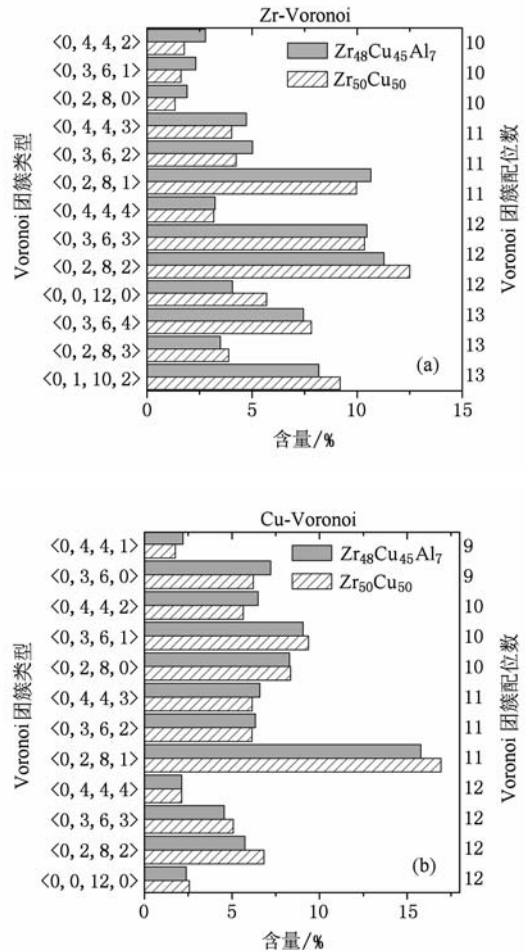 Zr-Voronoi
Zr48Cu45Al7
Zr50Cu50
Voronoi 团簇类型
<0, 4, 4, 2>
<0, 3, 6, 1>
<0, 2, 8, 0>
<0, 4, 4, 3>
<0, 3, 6, 2>
<0, 2, 8, 1>
<0, 4, 4, 4>
<0, 3, 6, 3>
<0, 2, 8, 2>
<0, 0, 12, 0>
<0, 3, 6, 4>
<0, 2, 8, 3>
<0, 1, 10, 2>
10
10
10
11
11
11
12
12
12
12
13
13
13
Voronoi 团簇配位数
(a)
0 5 10 15
含量/%
Cu-Voronoi
Zr48Cu45Al7
Zr50Cu50
Voronoi 团簇类型
<0, 4, 4, 1>
<0, 3, 6, 0>
<0, 4, 4, 2>
<0, 3, 6, 1>
<0, 2, 8, 0>
<0, 4, 4, 3>
<0, 3, 6, 2>
<0, 2, 8, 1>
<0, 4, 4, 4>
<0, 3, 6, 3>
<0, 2, 8, 2>
<0, 0, 12, 0>
9
9
10
10
10
11
11
11
12
12
12
12
Voronoi 团簇配位数
(b)
0 5 10 15
含量/%